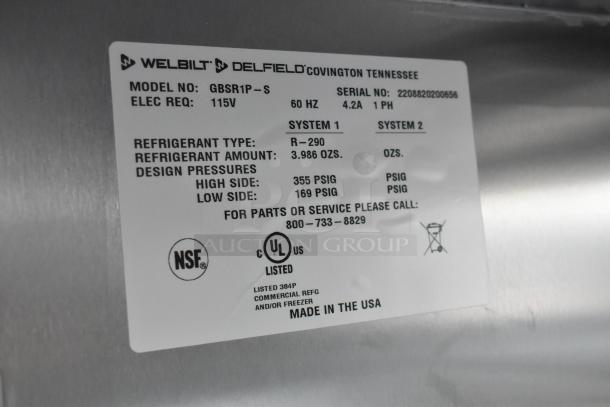 WELBILT DELFIELD COVINGTON TENNESSEE
MODEL NO: GBSR1P-S SERIAL NO: 2208820200656
ELEC REQ: 115V 60 HZ 4.2A 1 PH
SYSTEM 1 SYSTEM 2
REFRIGERANT TYPE: R-290
REFRIGERANT AMOUNT: 3.986 OZS. OZS.
DESIGN PRESSURES
HIGH SIDE: 355 PSIG PSIG
LOW SIDE: 169 PSIG PSIG
FOR PARTS OR SERVICE PLEASE CALL:
800-733-8829
AUCTION GROUP
NSF®
C UL® US
LISTED
LISTED 384P
COMMERCIAL REFG
AND/OR FREEZER
MADE IN THE USA